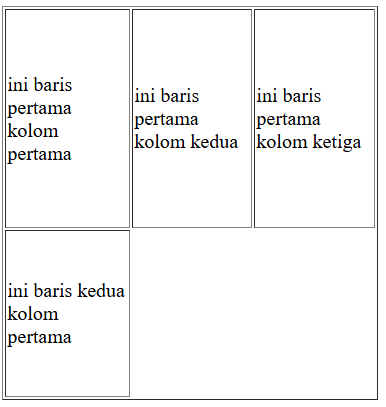 ini baris
pertama
kolom
pertama
ini baris
pertama
kolom kedua
ini baris
pertama
kolom ketiga
ini baris kedua
kolom
pertama